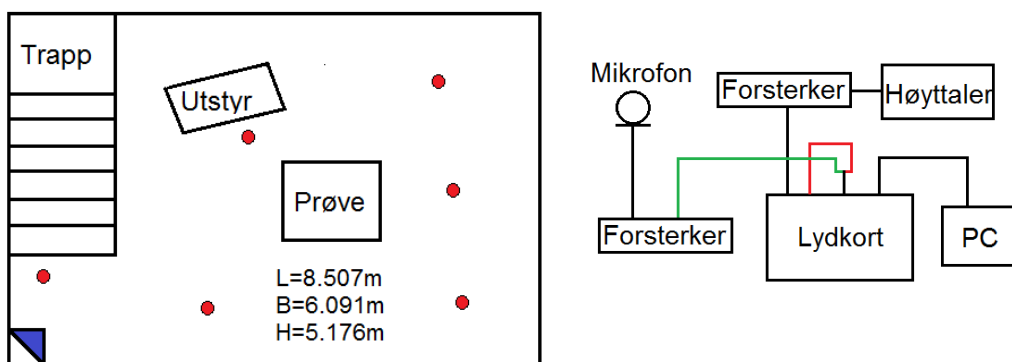 Trapp
Utstyr
Prøve
L=8.507m
B=6.091m
H=5.176m
Mikrofon
Forsterker
Høyttaler
Forsterker
Lydkort
PC